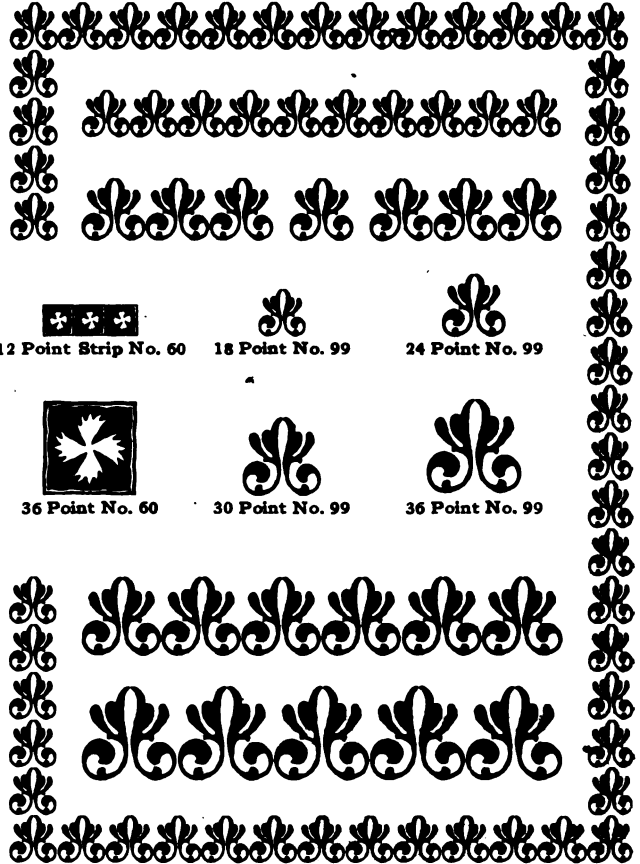 12 Point Strip No. 60
18 Point No. 99
24 Point No. 99
36 Point No. 60
30 Point No. 99
36 Point No. 99